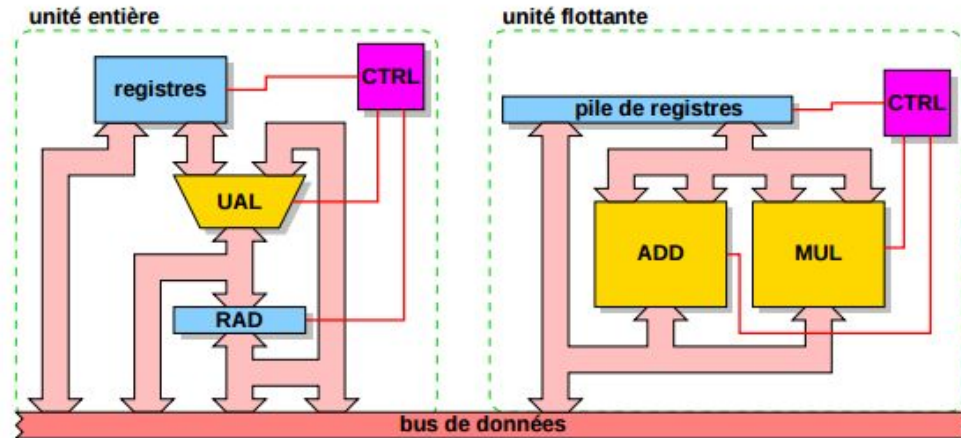 unité entière
unité flottante
registres
CTRL
UAL
RAD
pile de registres
CTRL
ADD
MUL
bus de données